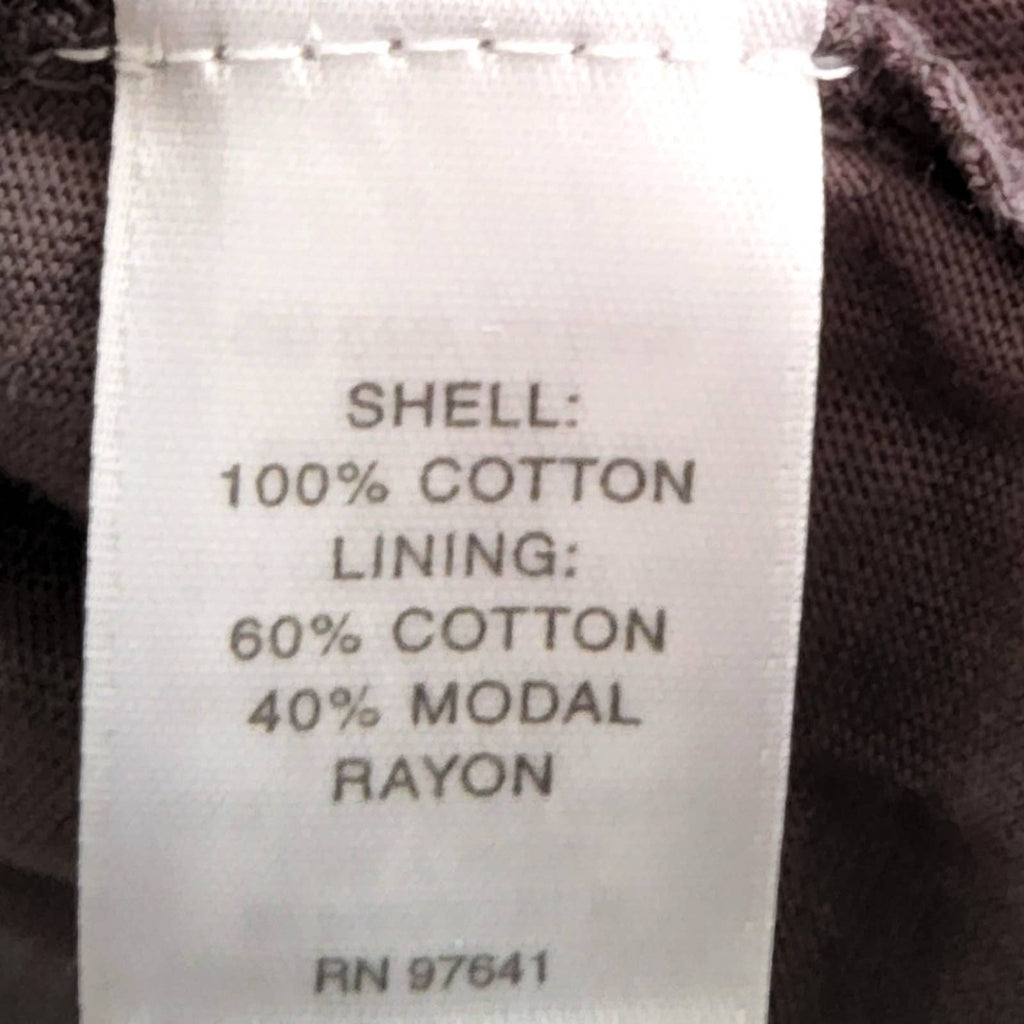 SHELL:
100% COTTON
LINING:
60% COTTON
40% MODAL
RAYON
RN 97641